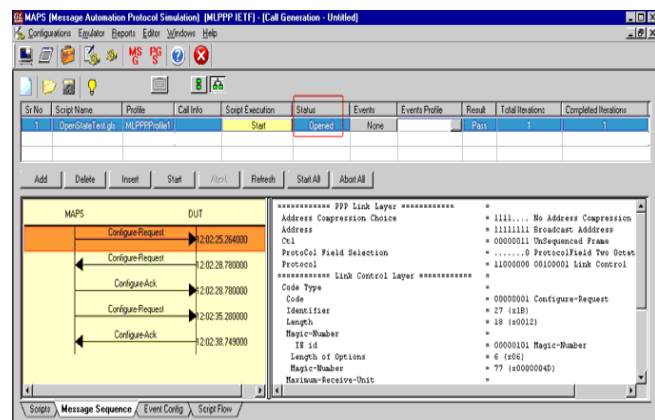 MAPS (Message Automation Protocol Simulation) (MLPPP IETF) - [Call Generation - Untitled]
Configurations Emulator Reports Editor Windows Help
MS G PG S
Sr No Script Name Profile Call Info Script Execution Status Events Events Profile Result Total Iterations Completed Iterations
1 OpenStateTest.gls MLPPPProfile1 Start Opened None Pass 1 1
Add Delete Insert Start Abort Refresh Start All Abort All
MAPS DUT
Configure-Request
12:02:25.264000
Configure-Request
12:02:28.780000
Configure-Ack
12:02:28.780000
Configure-Request
12:02:35.280000
Configure-Ack
12:02:38.749000
============ PPP Link Layer ============ =
Address Compression Choice = 1111.... No Address Compression
Address = 11111111 Broadcast Adddress
Ctl = 00000011 UnSequenced Frame
ProtoCol Field Selection = .......0 ProtocolField Two Octet
Protocol = 11000000 00100001 Link Control
============ Link Control Layer ============ =
Code Type =
Code = 00000001 Configure-Request
Identifier = 27 (x1B)
Length = 18 (x0012)
Magic-Number =
IE id = 00000101 Magic-Number
Length of Options = 6 (x06)
Magic-Number = 77 (x0000004D)
Maximum-Receive-Unit =
Scripts Message Sequence Event Config Script Flow